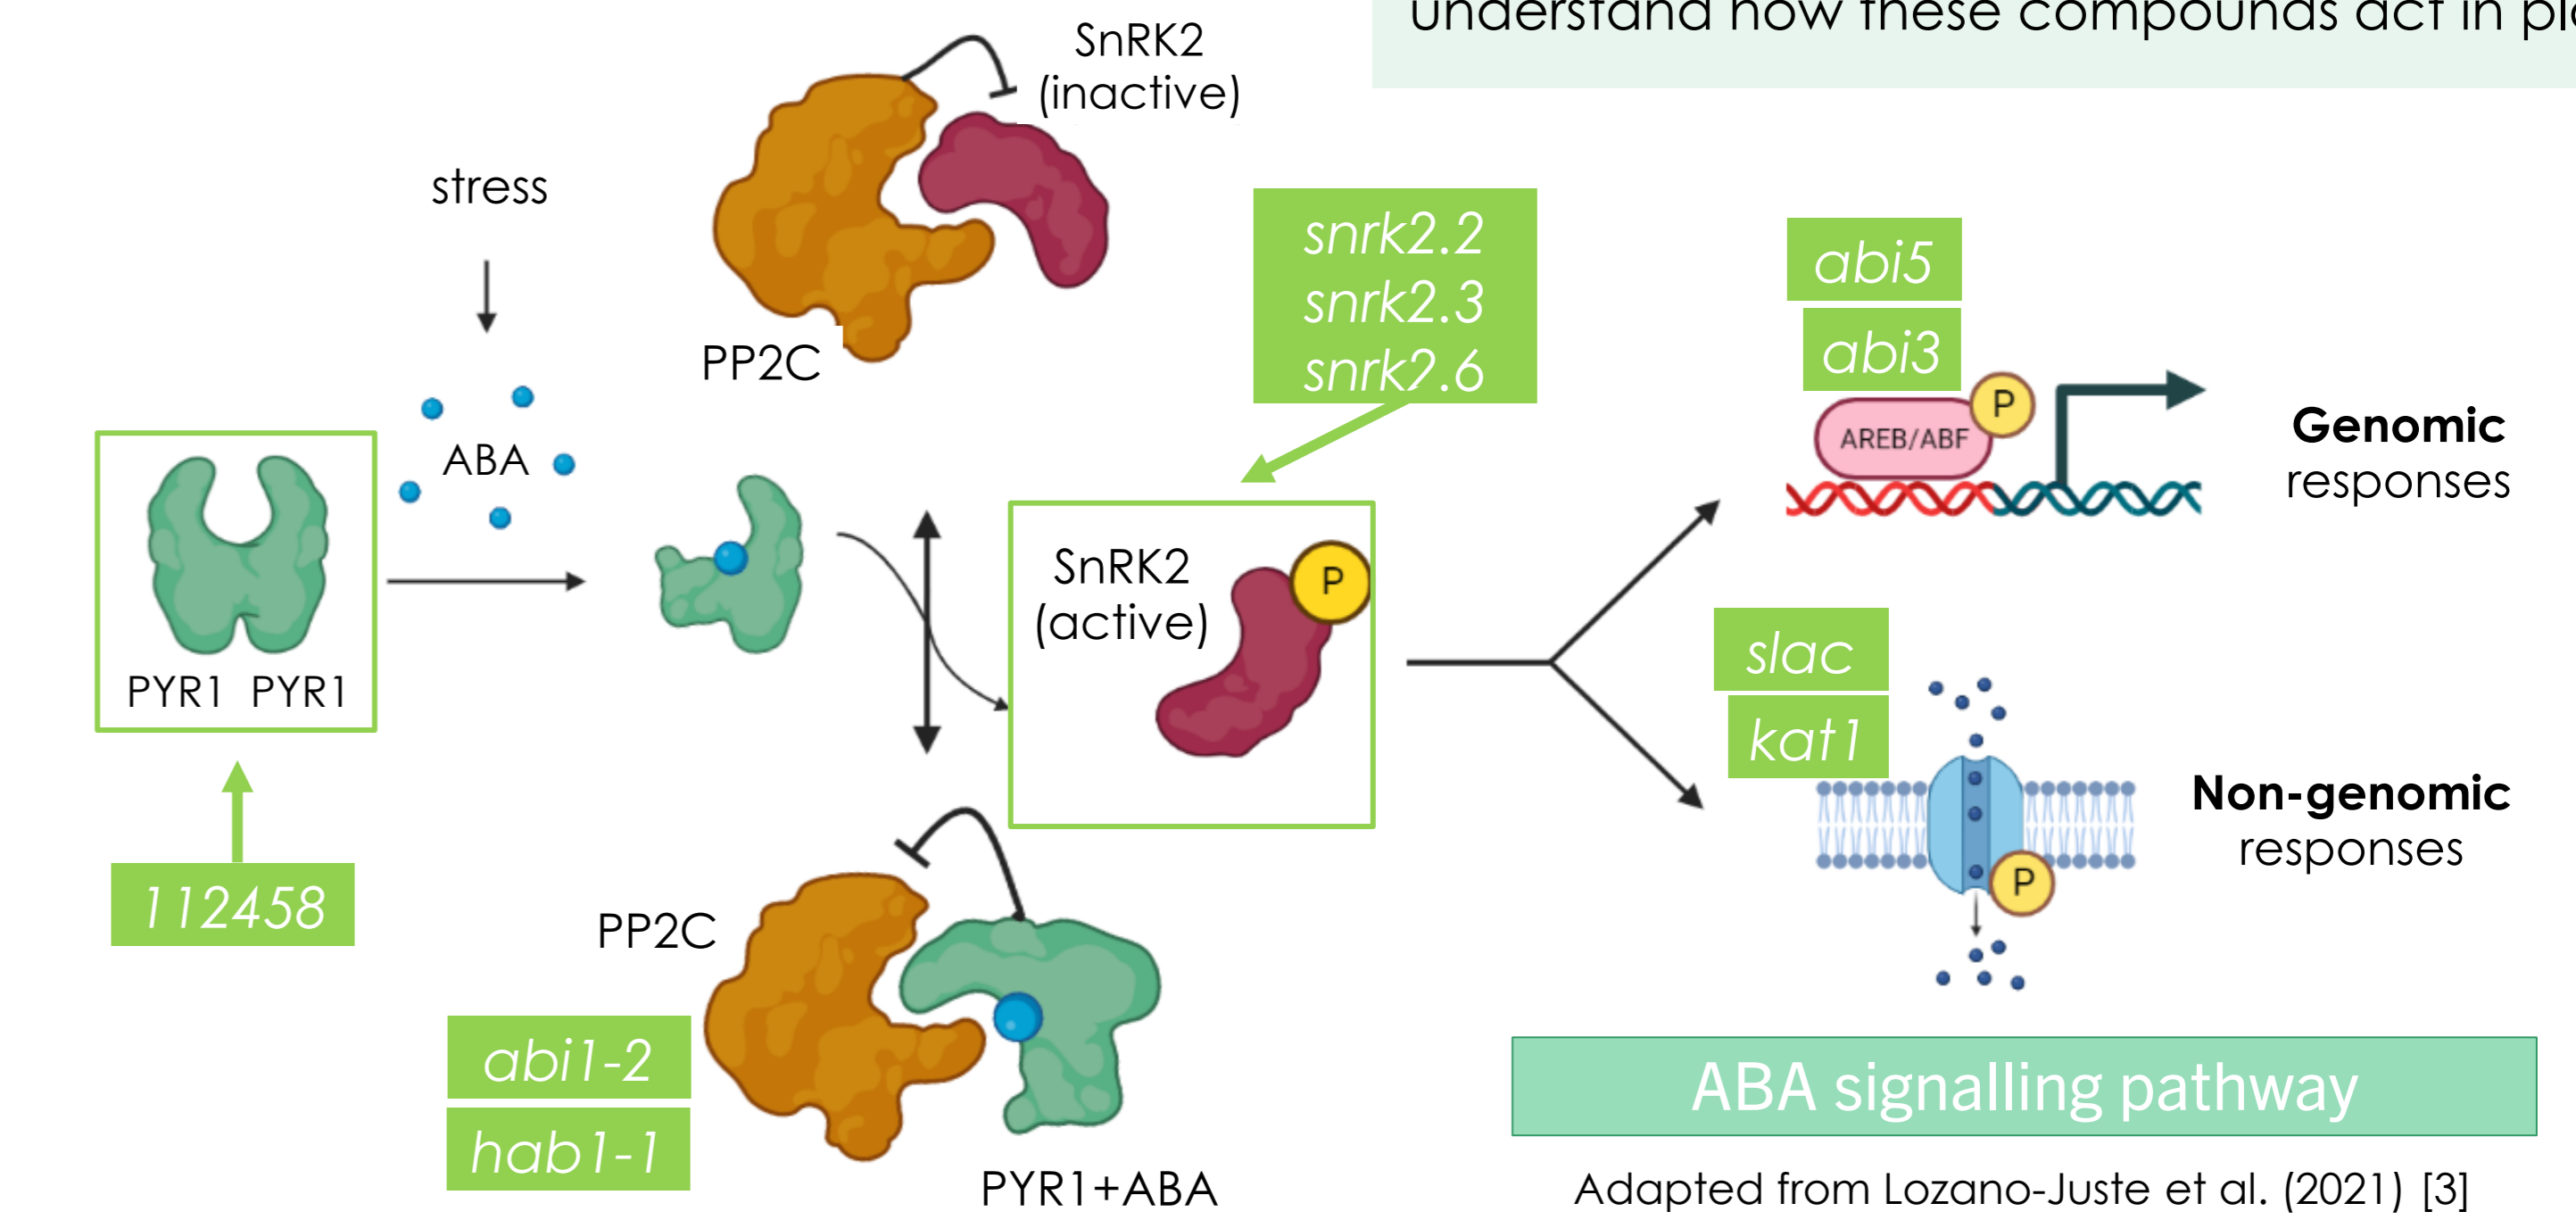 understand how these compounds act in pl
SnRK2
(inactive)
stress
PP2C
snrk2.2
snrk2.3
snrk2.6
abi5
abi3
P
AREB/ABF
Genomic
responses
ABA
PYR1 PYR1
112458
SnRK2
(active)
P
slac
kat1
Non-genomic
responses
P
PP2C
abi1-2
hab1-1
PYR1+ABA
ABA signalling pathway
Adapted from Lozano-Juste et al. (2021) [3]